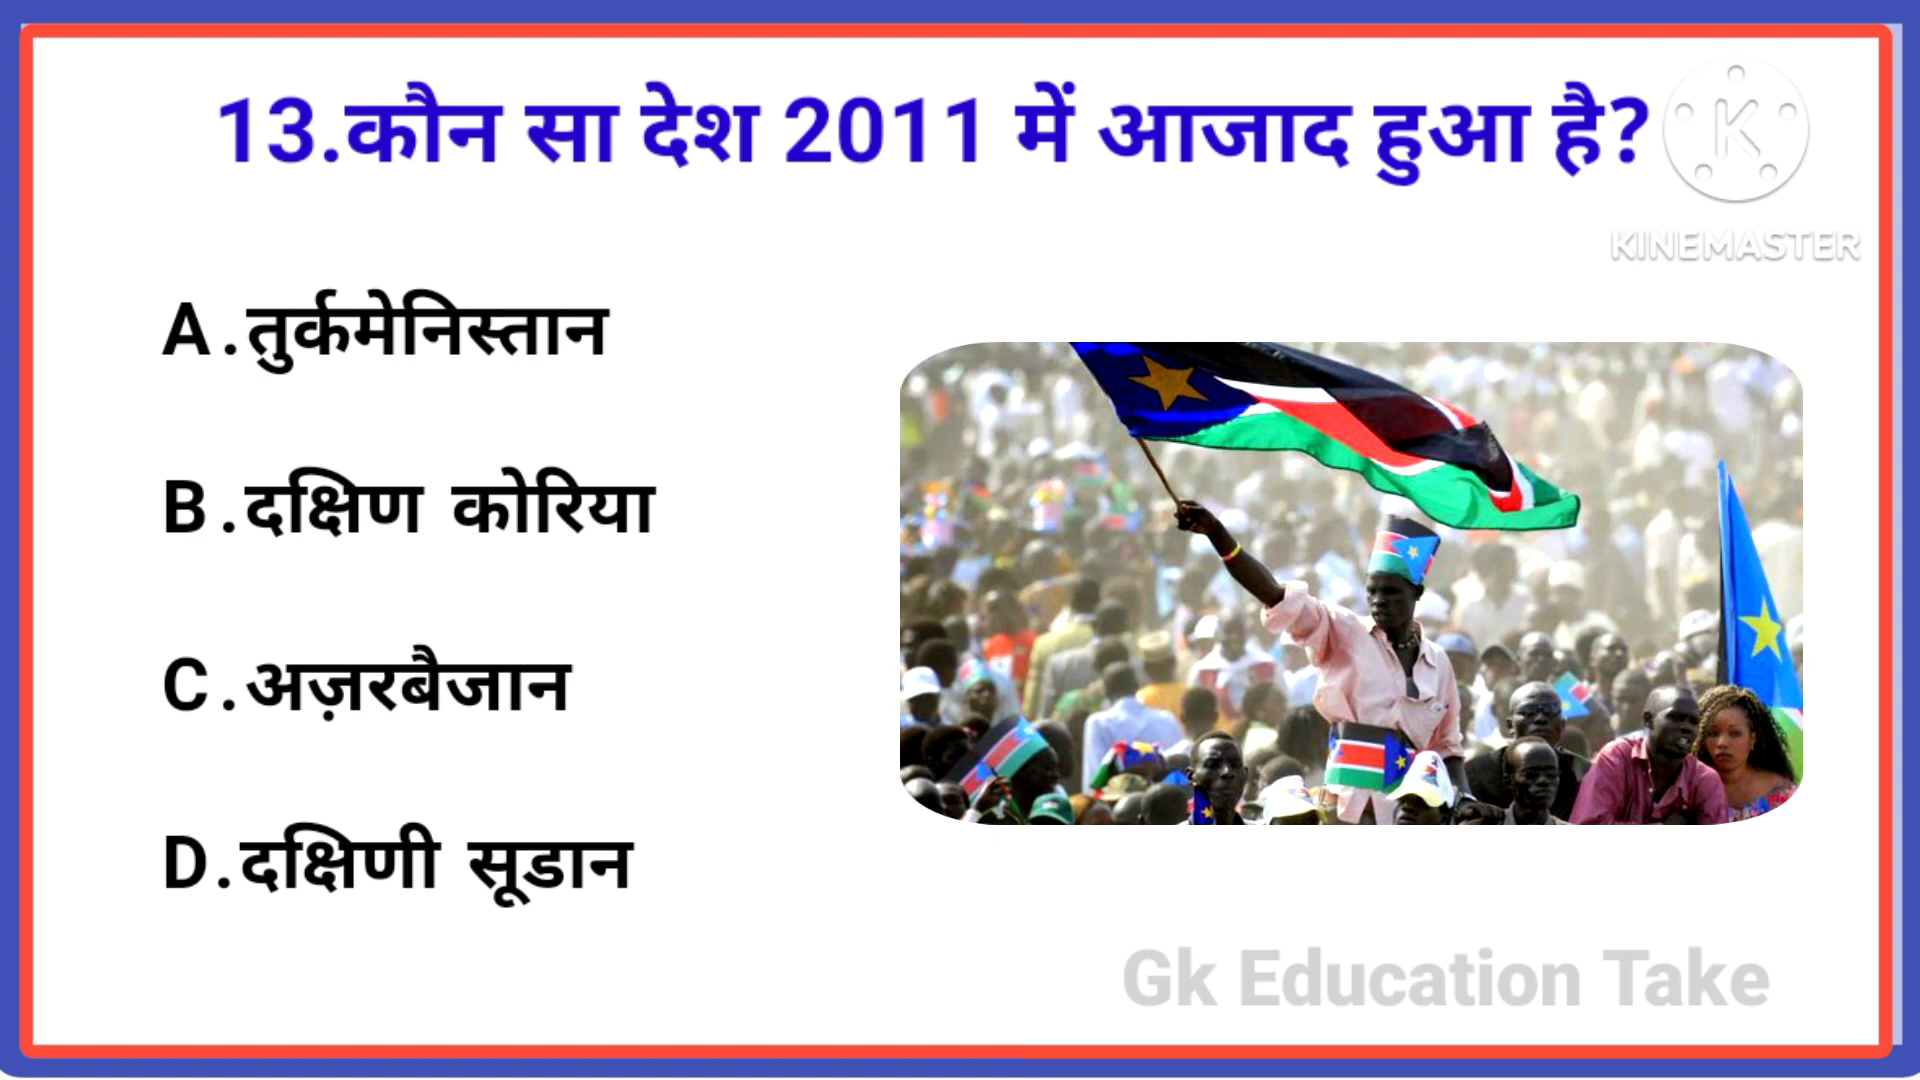 13.कौन सा देश 2011 में आजाद हुआ है?
K
KINEMASTER
A.तुर्कमेनिस्तान
B.दक्षिण कोरिया
C.अज़रबैजान
D.दक्षिणी सूडान
Gk Education Take